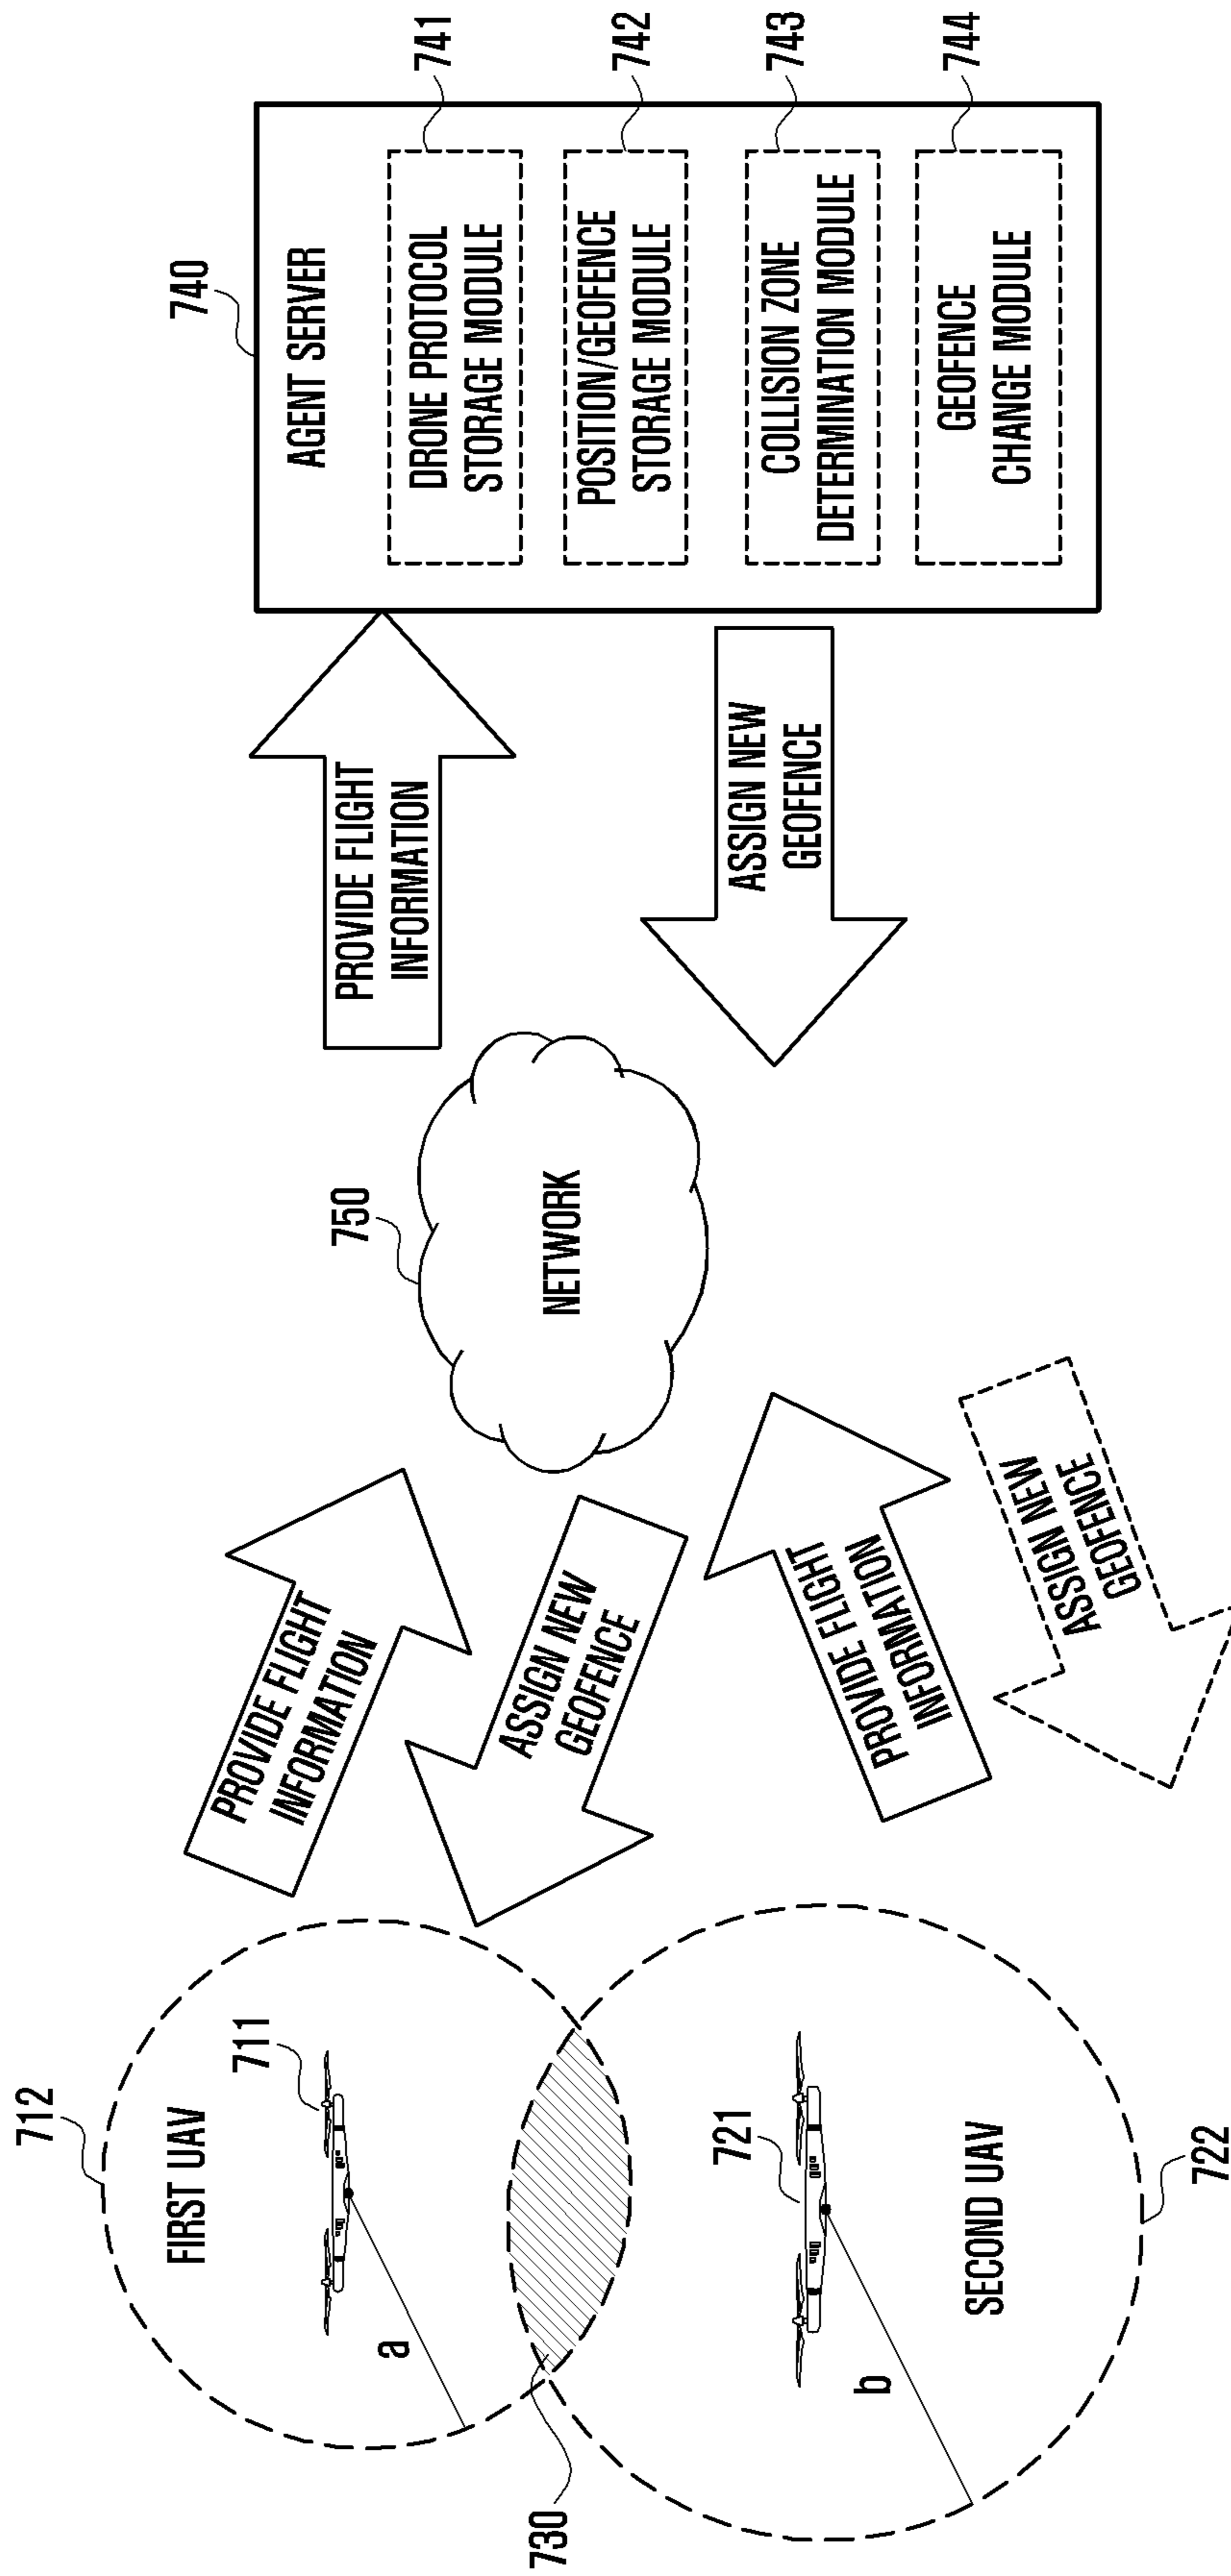 712
FIRST UAV
711
a
730
721
b
SECOND UAV
722
PROVIDE FLIGHT
INFORMATION
ASSIGN NEW
GEOFENCE
PROVIDE FLIGHT
INFORMATION
ASSIGN NEW
GEOFENCE
750
NETWORK
PROVIDE FLIGHT
INFORMATION
ASSIGN NEW
GEOFENCE
740
AGENT SERVER
DRONE PROTOCOL
STORAGE MODULE
741
POSITION/GEOFENCE
STORAGE MODULE
742
COLLISION ZONE
DETERMINATION MODULE
743
GEOFENCE
CHANGE MODULE
744